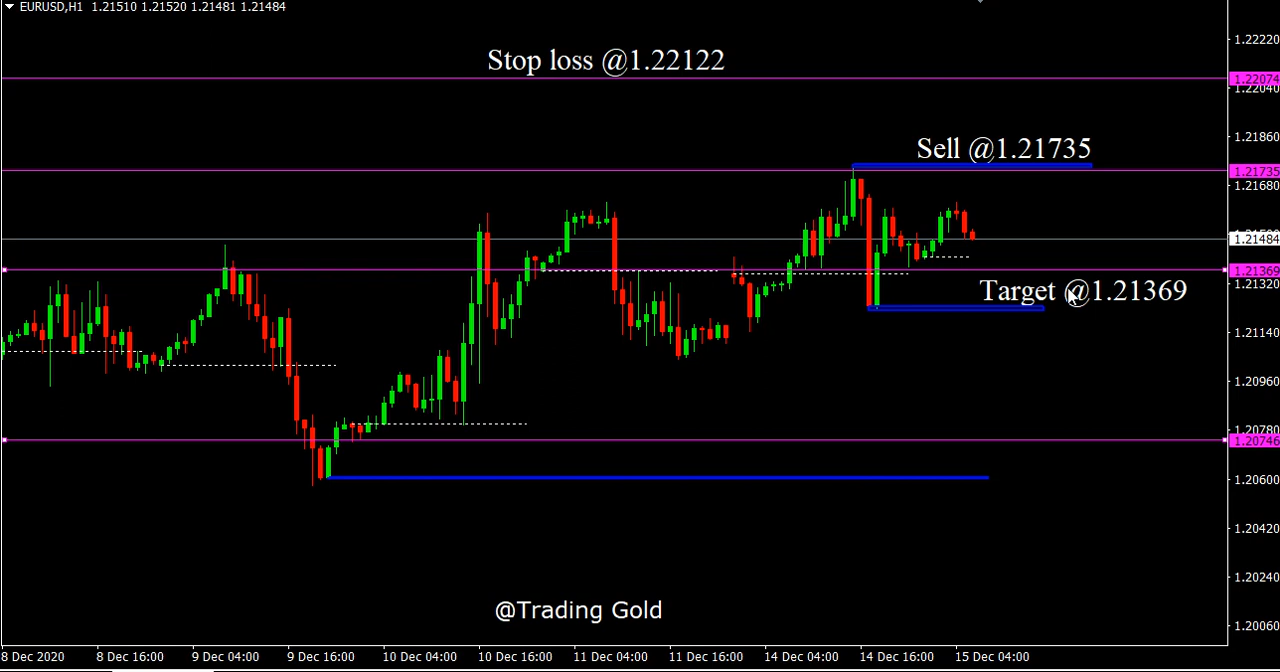 EURUSD,H1 1.21510 1.21520 1.21481 1.21484
Stop loss @1.22122
1.22220
1.22074
1.22040
1.21860
Sell @1.21735
1.21735
1.21680
1.21484
1.21369
Target @1.21369
1.21320
1.21140
1.20960
1.20780
1.20746
1.20600
1.20420
1.20240
@Trading Gold
1.20060
8 Dec 2020 8 Dec 16:00 9 Dec 04:00 9 Dec 16:00 10 Dec 04:00 10 Dec 16:00 11 Dec 04:00 11 Dec 16:00 14 Dec 04:00 14 Dec 16:00 15 Dec 04:00